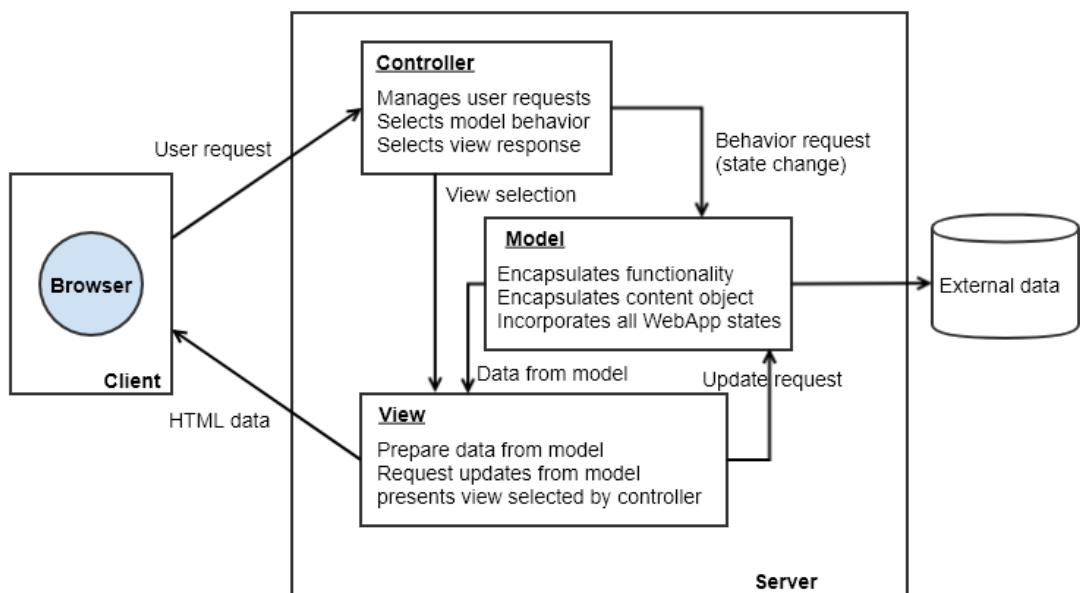 Controller
Manages user requests
Selects model behavior
Selects view response
User request
Behavior request
(state change)
View selection
Model
Encapsulates functionality
Encapsulates content object
Incorporates all WebApp states
Browser
Client
External data
Data from model
Update request
HTML data
View
Prepare data from model
Request updates from model
presents view selected by controller
Server